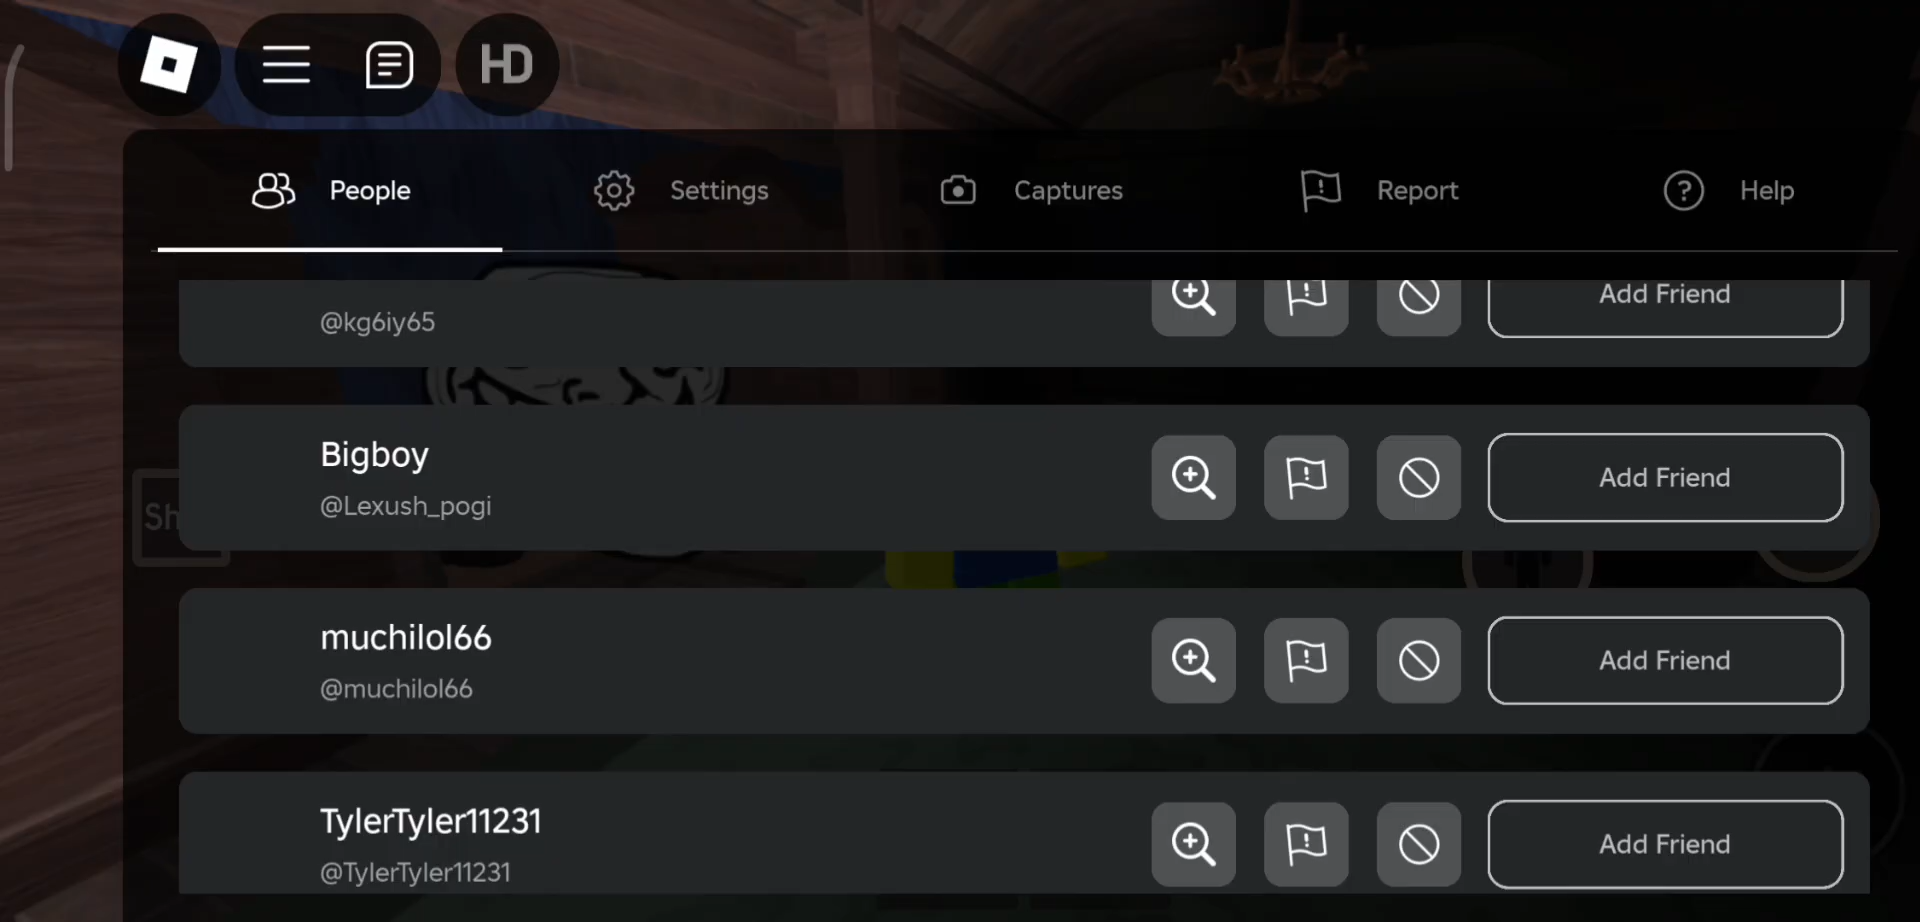 HD
People Settings Captures Report Help
@kg6iy65 Add Friend
Bigboy
@Lexush_pogi Add Friend
Sh
muchilol66
@muchilol66 Add Friend
TylerTyler11231
@TylerTyler11231 Add Friend